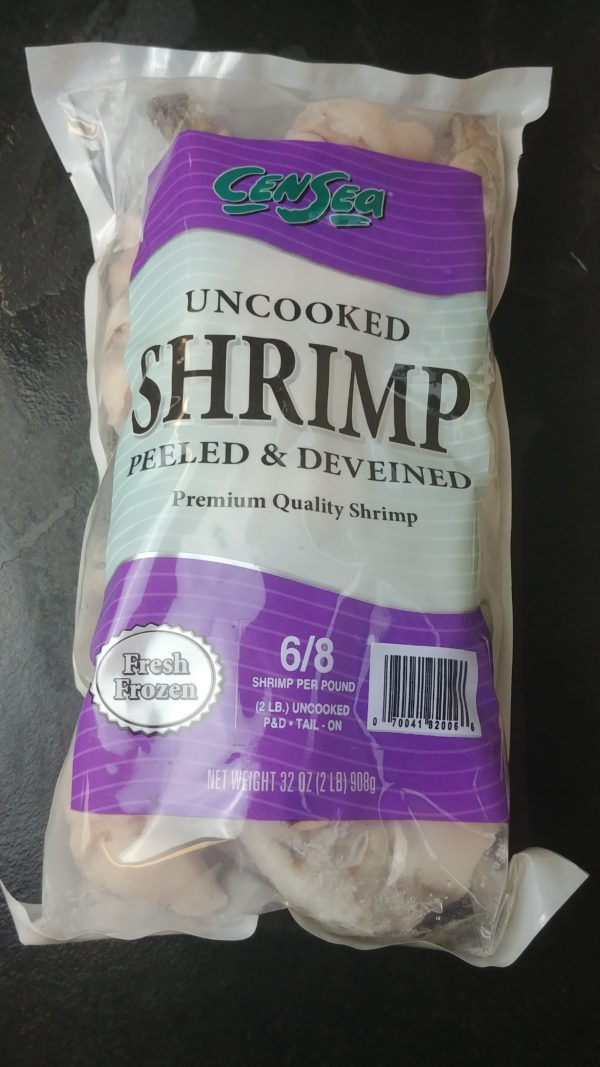 CenSea
UNCOOKED
SHRIMP
PEELED & DEVEINED
Premium Quality Shrimp
Fresh
Frozen
6/8
SHRIMP PER POUND
(2 LB.) UNCOOKED
P&D • TAIL - ON
0 70041 82006 6
NET WEIGHT 32 OZ (2 LB) 908g